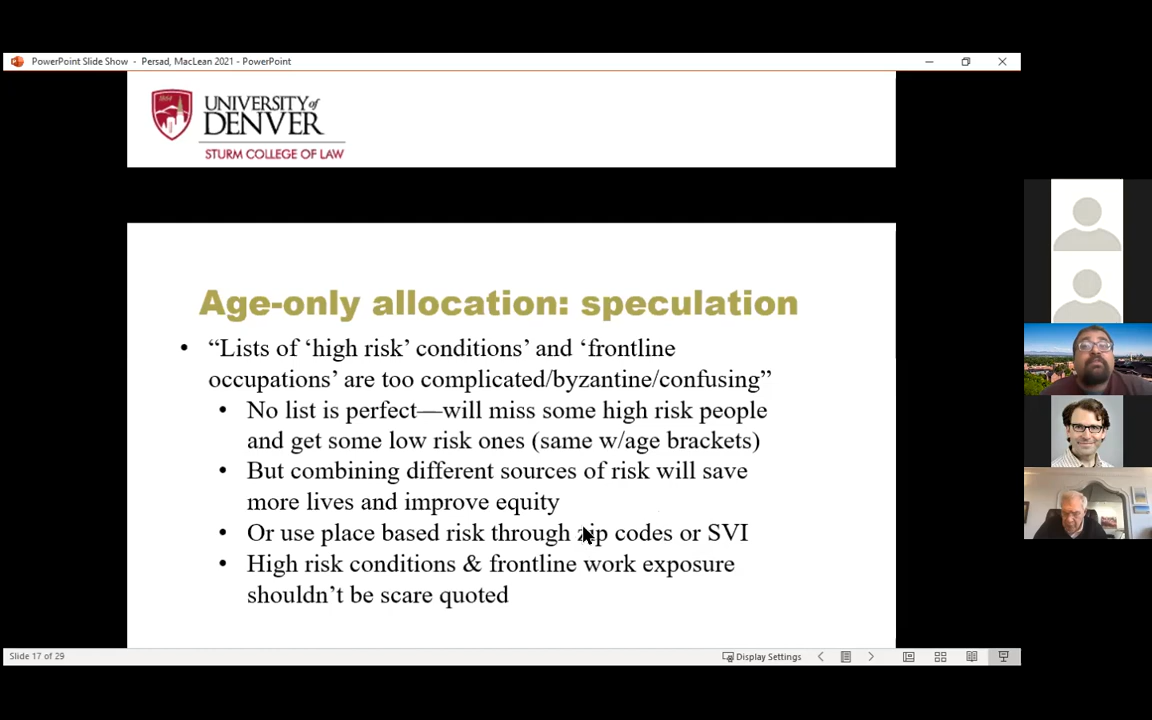 PowerPoint Slide Show - Persad, MacLean 2021 - PowerPoint
UNIVERSITY of
DENVER
STURM COLLEGE OF LAW
Age-only allocation: speculation
• “Lists of ‘high risk’ conditions’ and ‘frontline
occupations’ are too complicated/byzantine/confusing”
• No list is perfect—will miss some high risk people
and get some low risk ones (same w/age brackets)
• But combining different sources of risk will save
more lives and improve equity
• Or use place based risk through zip codes or SVI
• High risk conditions & frontline work exposure
shouldn’t be scare quoted
Slide 17 of 29
Display Settings